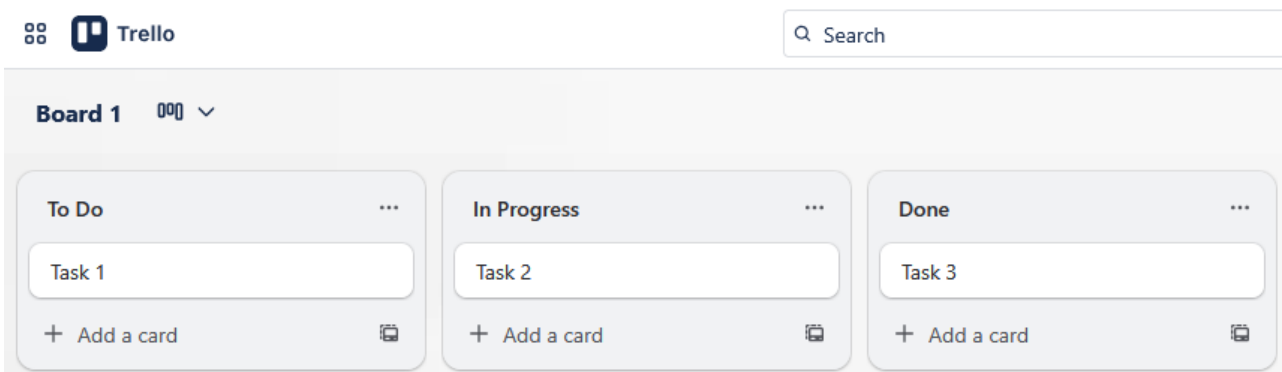 Trello
Search
Board 1
To Do
In Progress
Done
Task 1
Task 2
Task 3
Add a card
Add a card
Add a card